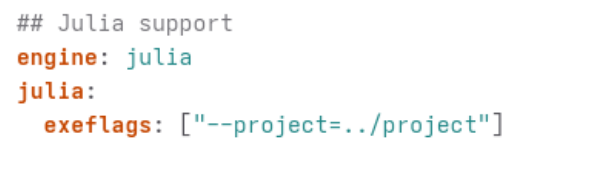 ## Julia support
engine: julia
julia:
  exeflags: ["--project=../project"]